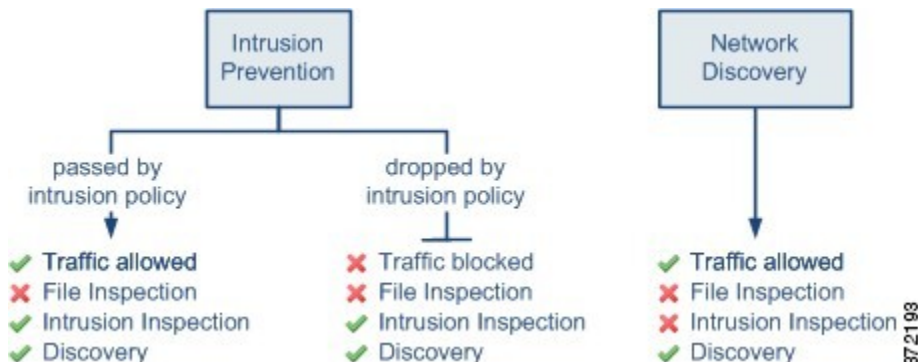 Intrusion
Prevention
Network
Discovery
passed by
intrusion policy
dropped by
intrusion policy
Traffic allowed
File Inspection
Intrusion Inspection
Discovery
Traffic blocked
File Inspection
Intrusion Inspection
Discovery
Traffic allowed
File Inspection
Intrusion Inspection
Discovery
372193